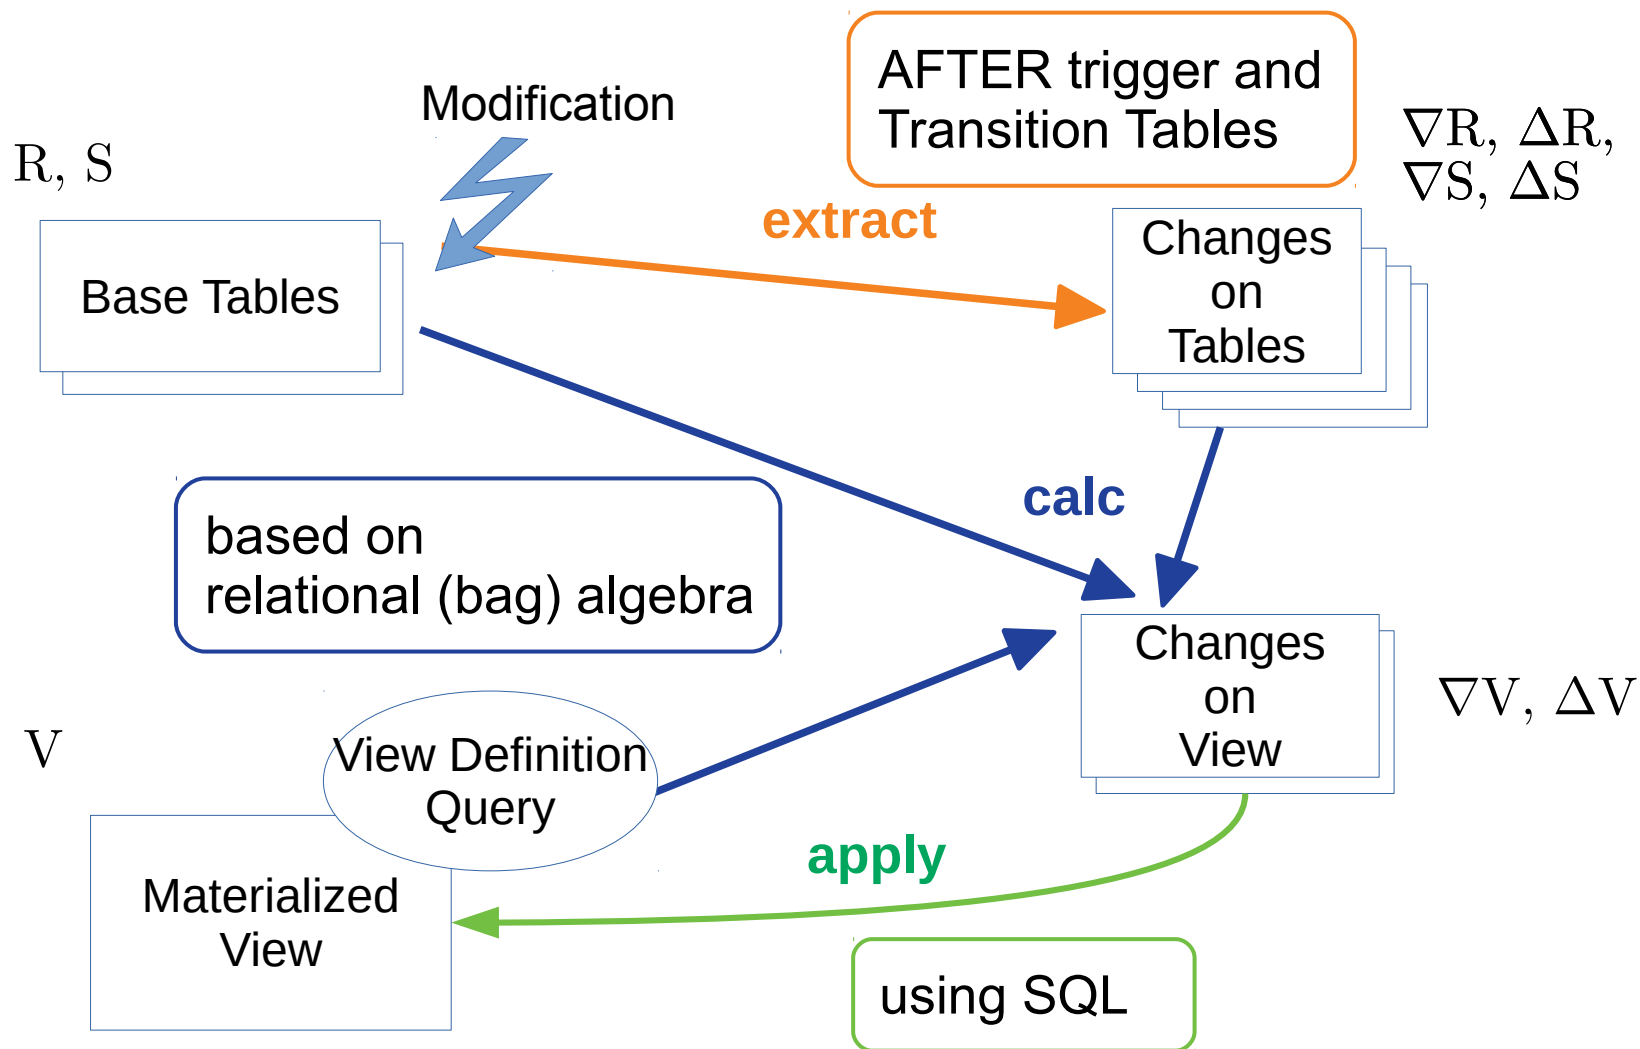 Modification
AFTER trigger and
Transition Tables
∇R, ΔR,
∇S, ΔS
R, S
extract
Base Tables
Changes
on
Tables
calc
based on
relational (bag) algebra
Changes
on
View
∇V, ΔV
V
View Definition
Query
apply
Materialized
View
using SQL